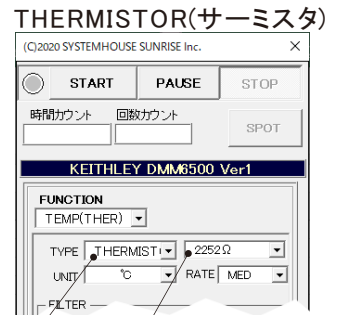 THERMISTOR(サーミスタ)
(C)2020 SYSTEMHOUSE SUNRISE Inc. ×
START PAUSE STOP
時間カウント 回数カウント
SPOT
KEITHLEY DMM6500 Ver1
FUNCTION
TEMP(THER)
TYPE THERMIST 2252Ω
UNIT ℃ RATE MED
FILTER